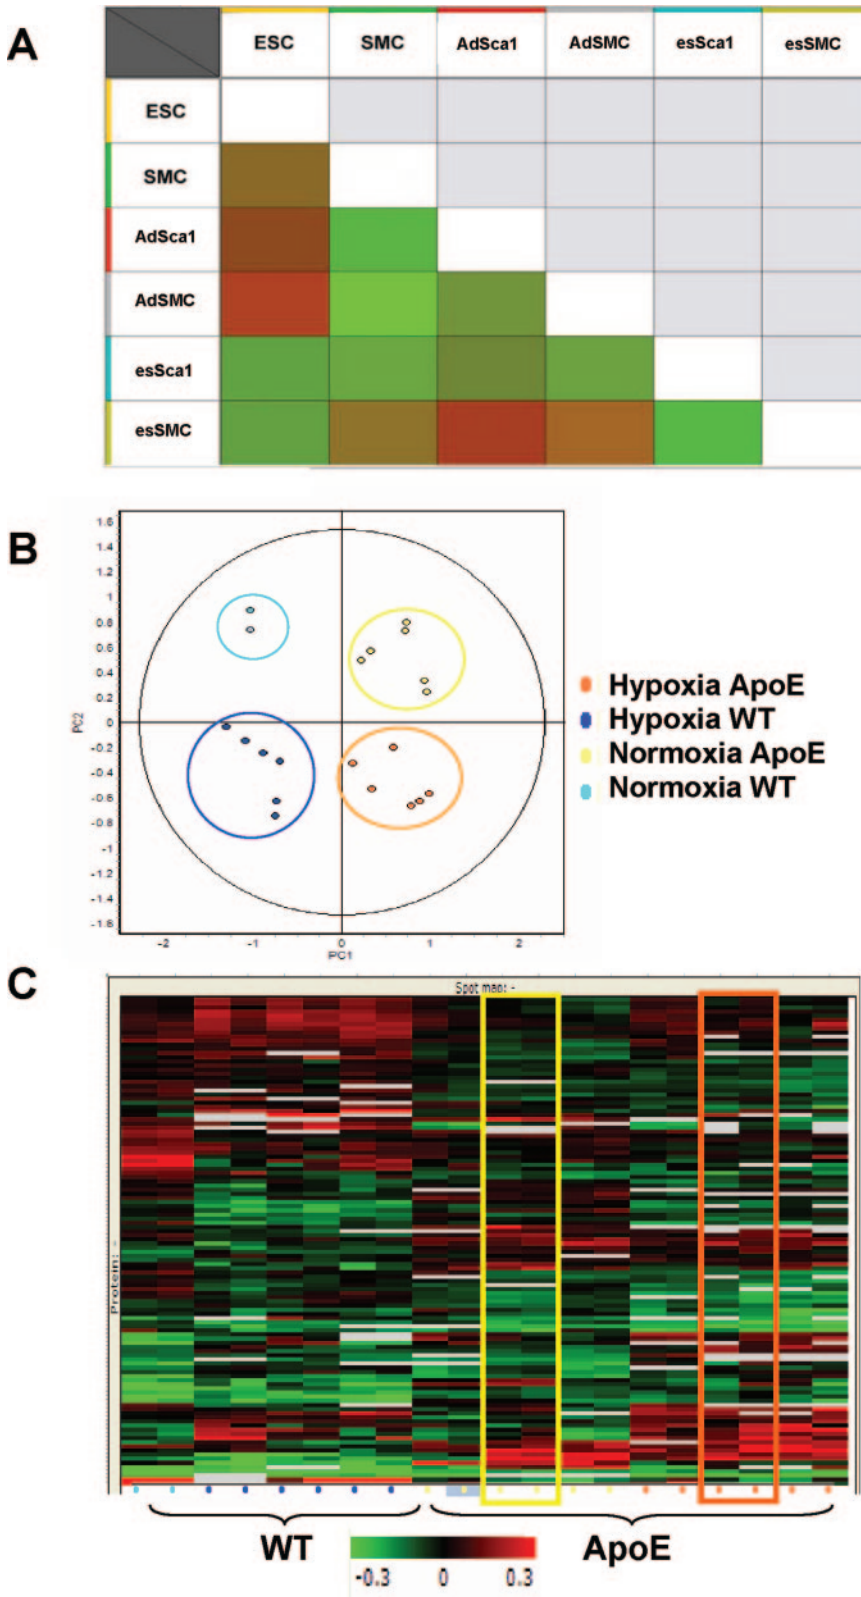 A
ESC SMC AdSca1 AdSMC esSca1 esSMC
ESC
SMC
AdSca1
AdSMC
esSca1
esSMC
B
1.6
1.4
1.2
1
0.8
0.6
0.4
0.2
0
-0.2
-0.4
-0.6
-0.8
-1
-1.2
-1.4
-1.6
PC2
-2 -1 0 1 2
PC1
Hypoxia ApoE
Hypoxia WT
Normoxia ApoE
Normoxia WT
C
Spot map: -
Protein: -
WT ApoE
-0.3 0 0.3